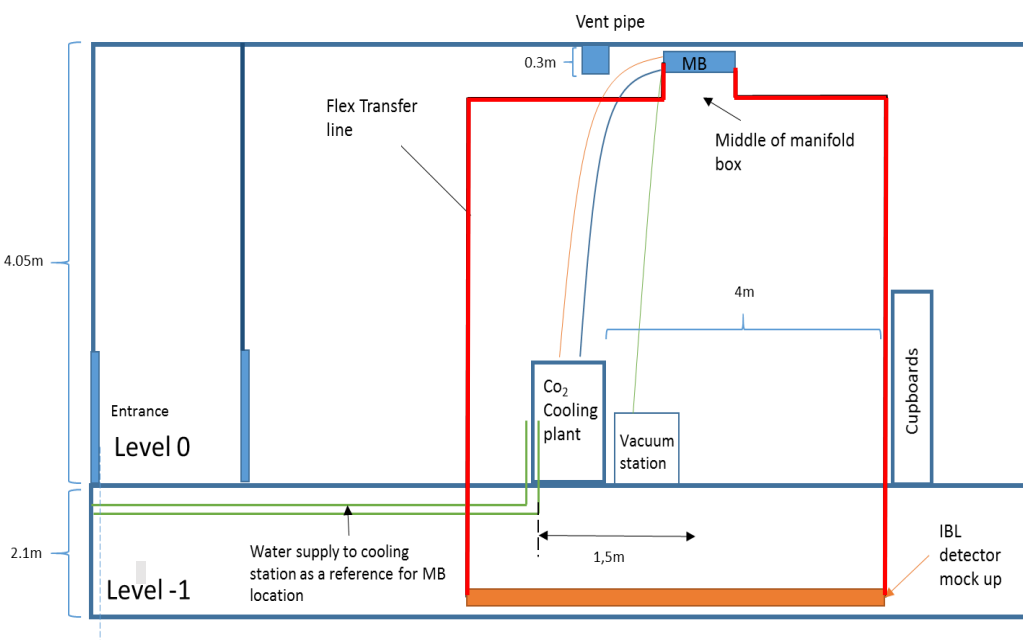 Vent pipe
0.3m
MB
Flex Transfer
line
Middle of manifold
box
4.05m
4m
Co₂
Cooling
plant
Vacuum
station
Cupboards
Entrance
Level 0
2.1m
Water supply to cooling
station as a reference for MB
location
1,5m
IBL
detector
mock up
Level -1